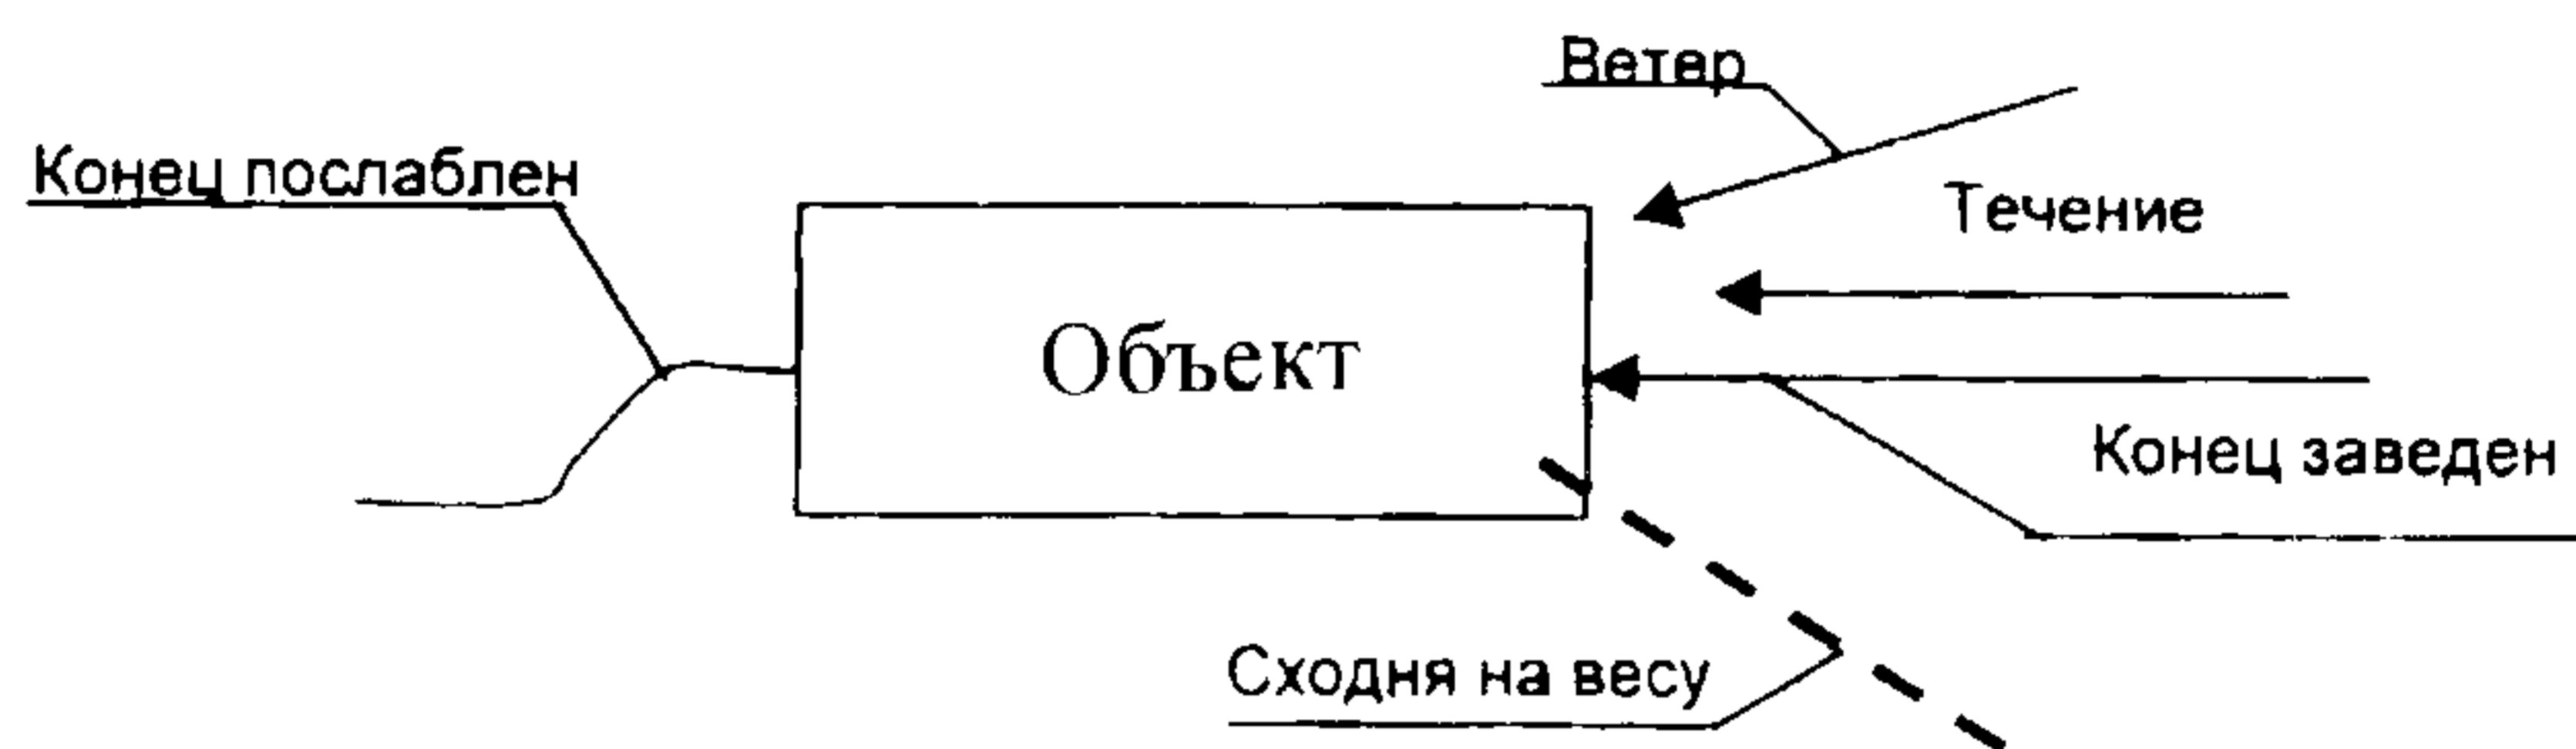 Ветер
Конец послаблен
Течение
Объект
Конец заведен
Сходня на весу